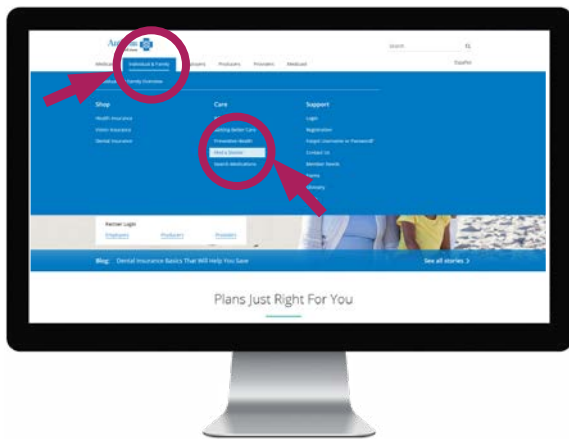 search
Individual & Family
Producers
Providers
Medicaid
Español
Family Overview
Shop
Care
Support
Health Insurance
Vision Insurance
Dental Insurance
Getting Better Care
Preventive Health
Find a Doctor
Search Medications
Login
Registration
Forgot Username or Password?
Contact Us
Member Needs
Forms
Glossary
Partner Login
Employers
Producers
Providers
Blog: Dental Insurance Basics That Will Help You Save
See all stories
Plans Just Right For You